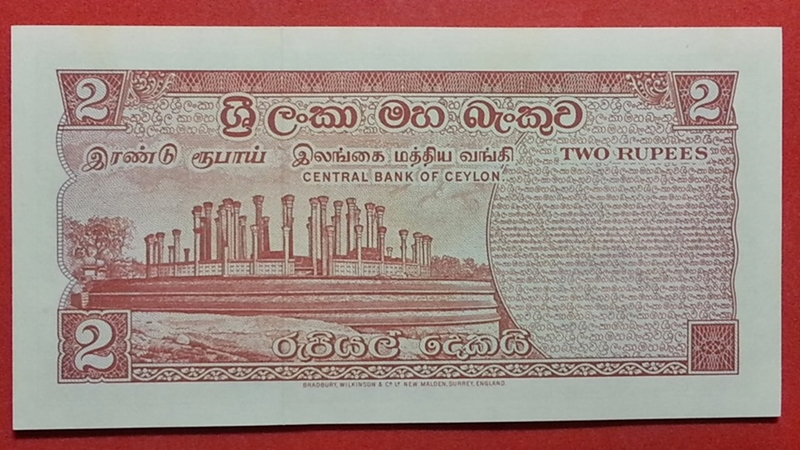 2 2
ශ්‍රී ලංකා මහ බැංකුව
இரண்டு ரூபாய் இலங்கை மத்திய வங்கி TWO RUPEES
CENTRAL BANK OF CEYLON
2 රුපියල් දෙකයි
BRADBURY, WILKINSON & Cº Lᵈ NEW MALDEN, SURREY, ENGLAND.